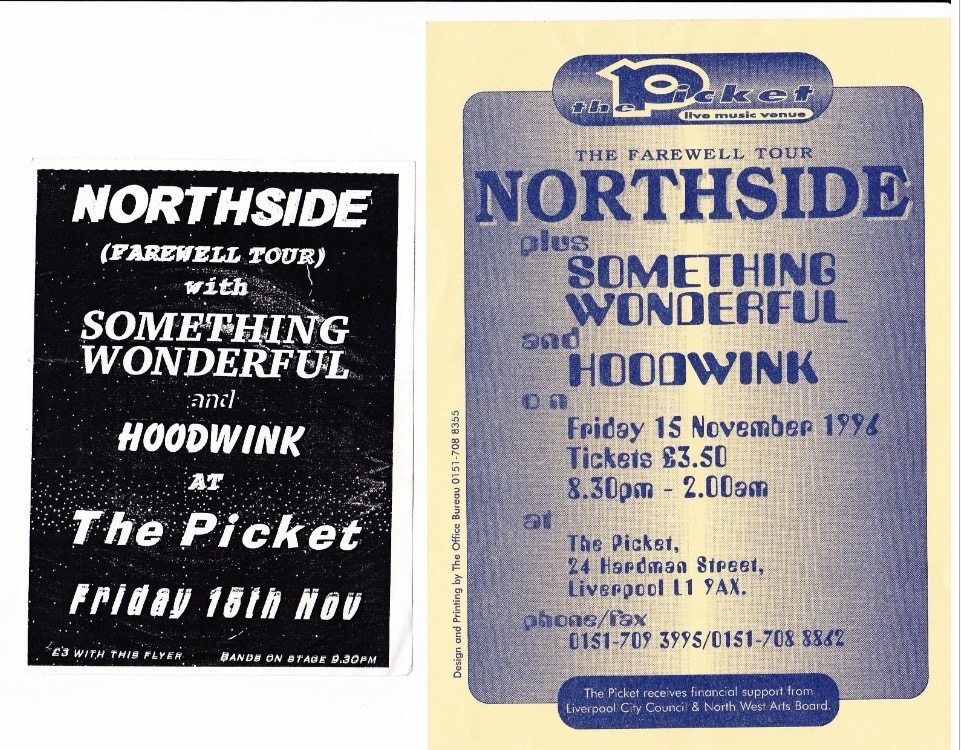 NORTHSIDE
(FAREWELL TOUR)
with
SOMETHING
WONDERFUL
and
HOODWINK
AT
The Picket
Friday 15th Nov
£3 WITH THIS FLYER
BANDS ON STAGE 9.30PM
the Picket
live music venue
THE FAREWELL TOUR
NORTHSIDE
plus
SOMETHING
WONDERFUL
and
HOODWINK
on
Friday 15 November 1996
Tickets £3.50
8.30pm - 2.00am
at
The Picket,
24 Hardman Street,
Liverpool L1 9AX.
phone/fax
0151-709 3995/0151-708 8862
The Picket receives financial support from
Liverpool City Council & North West Arts Board.
Design and Printing by The Office Bureau 0151-708 8355